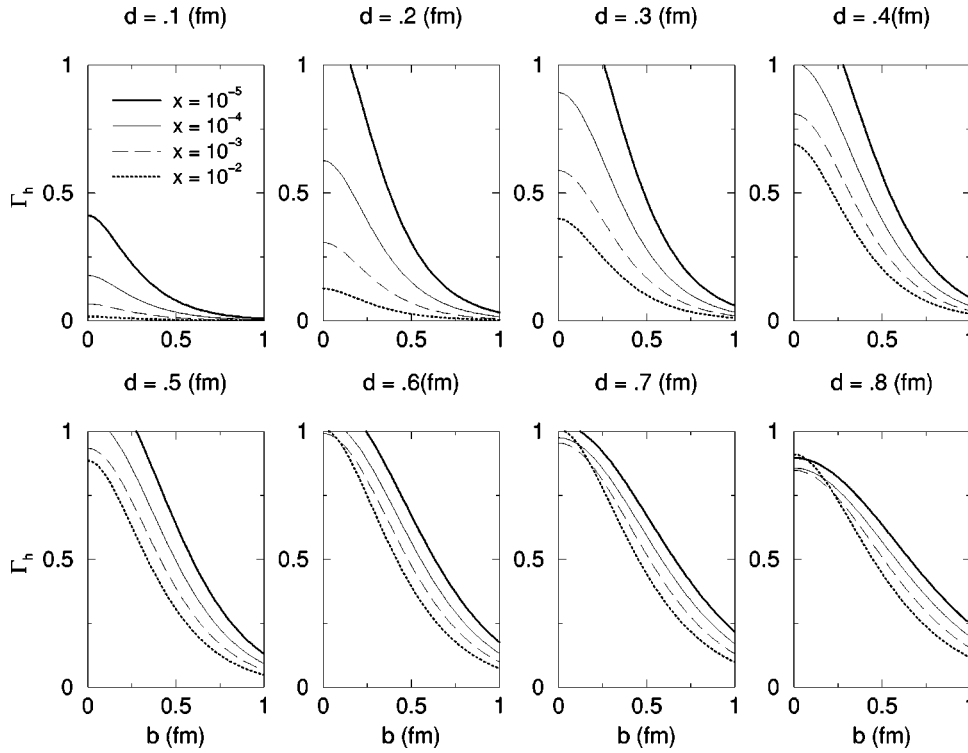 d = .1 (fm) d = .2 (fm) d = .3 (fm) d = .4(fm)
1 1 1 1
x = 10⁻⁵
x = 10⁻⁴
x = 10⁻³
x = 10⁻²
Γₕ 0.5 0.5 0.5 0.5
0 0 0 0
0 0.5 1 0 0.5 1 0 0.5 1 0 0.5 1
d = .5 (fm) d = .6(fm) d = .7 (fm) d = .8 (fm)
1 1 1 1
Γₕ 0.5 0.5 0.5 0.5
0 0 0 0
0 0.5 1 0 0.5 1 0 0.5 1 0 0.5 1
b (fm) b (fm) b (fm) b (fm)